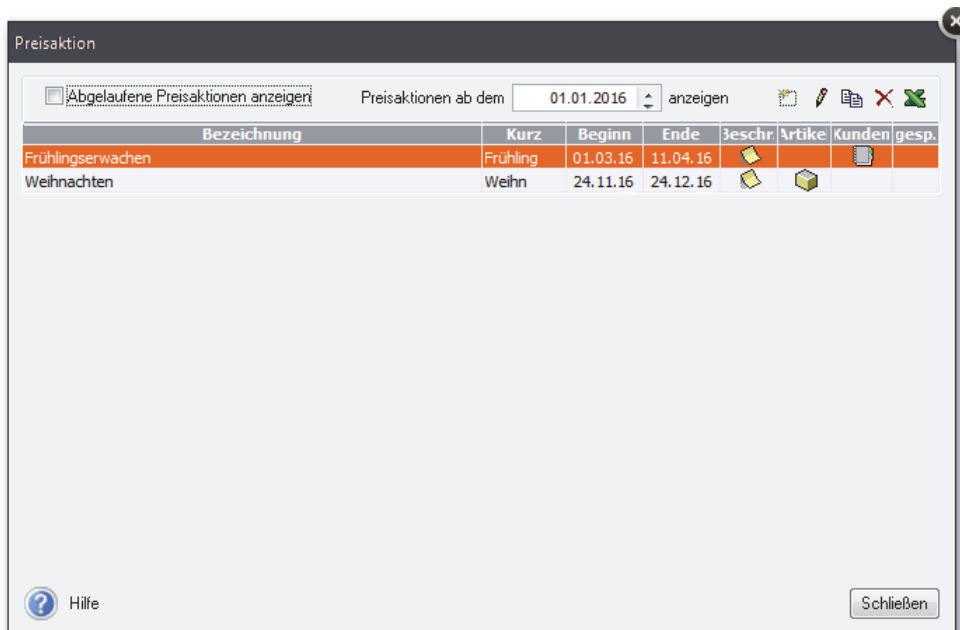 Preisaktion
Abgelaufene Preisaktionen anzeigen Preisaktionen ab dem 01.01.2016 anzeigen
Bezeichnung Kurz Beginn Ende Beschr. Artike Kunden gesp.
Frühlingserwachen Frühling 01.03.16 11.04.16
Weihnachten Weihn 24.11.16 24.12.16
Hilfe Schließen